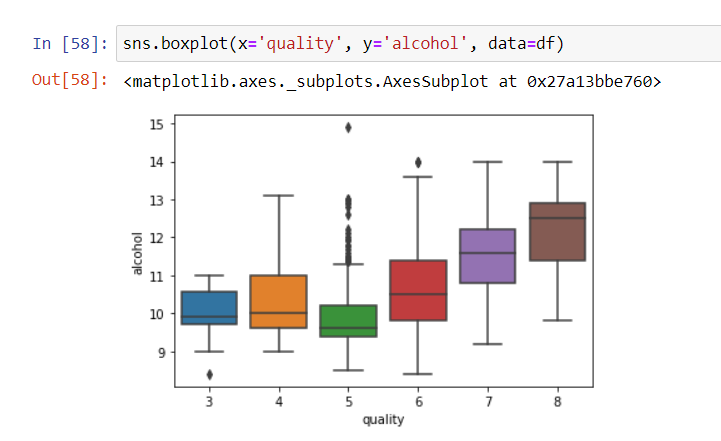 In [58]: sns.boxplot(x='quality', y='alcohol', data=df)
Out[58]: <matplotlib.axes._subplots.AxesSubplot at 0x27a13bbe760>
15
14
13
12
11
10
9
alcohol
3 4 5 6 7 8
quality